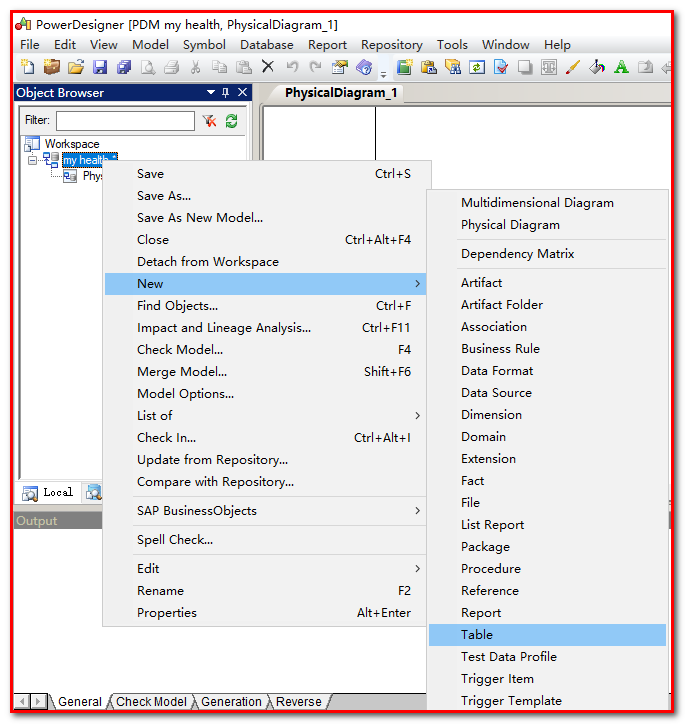 PowerDesigner [PDM my health, PhysicalDiagram_1]
File Edit View Model Symbol Database Report Repository Tools Window Help
Object Browser
PhysicalDiagram_1
Filter:
Workspace
my health *
Phys
Save Ctrl+S
Save As...
Save As New Model...
Close Ctrl+Alt+F4
Detach from Workspace
New
Find Objects... Ctrl+F
Impact and Lineage Analysis... Ctrl+F11
Check Model... F4
Merge Model... Shift+F6
Model Options...
List of
Check In... Ctrl+Alt+I
Update from Repository...
Compare with Repository...
SAP BusinessObjects
Spell Check...
Edit
Rename F2
Properties Alt+Enter
Multidimensional Diagram
Physical Diagram
Dependency Matrix
Artifact
Artifact Folder
Association
Business Rule
Data Format
Data Source
Dimension
Domain
Extension
Fact
File
List Report
Package
Procedure
Reference
Report
Table
Test Data Profile
Trigger Item
Trigger Template
Local
Output
General Check Model Generation Reverse